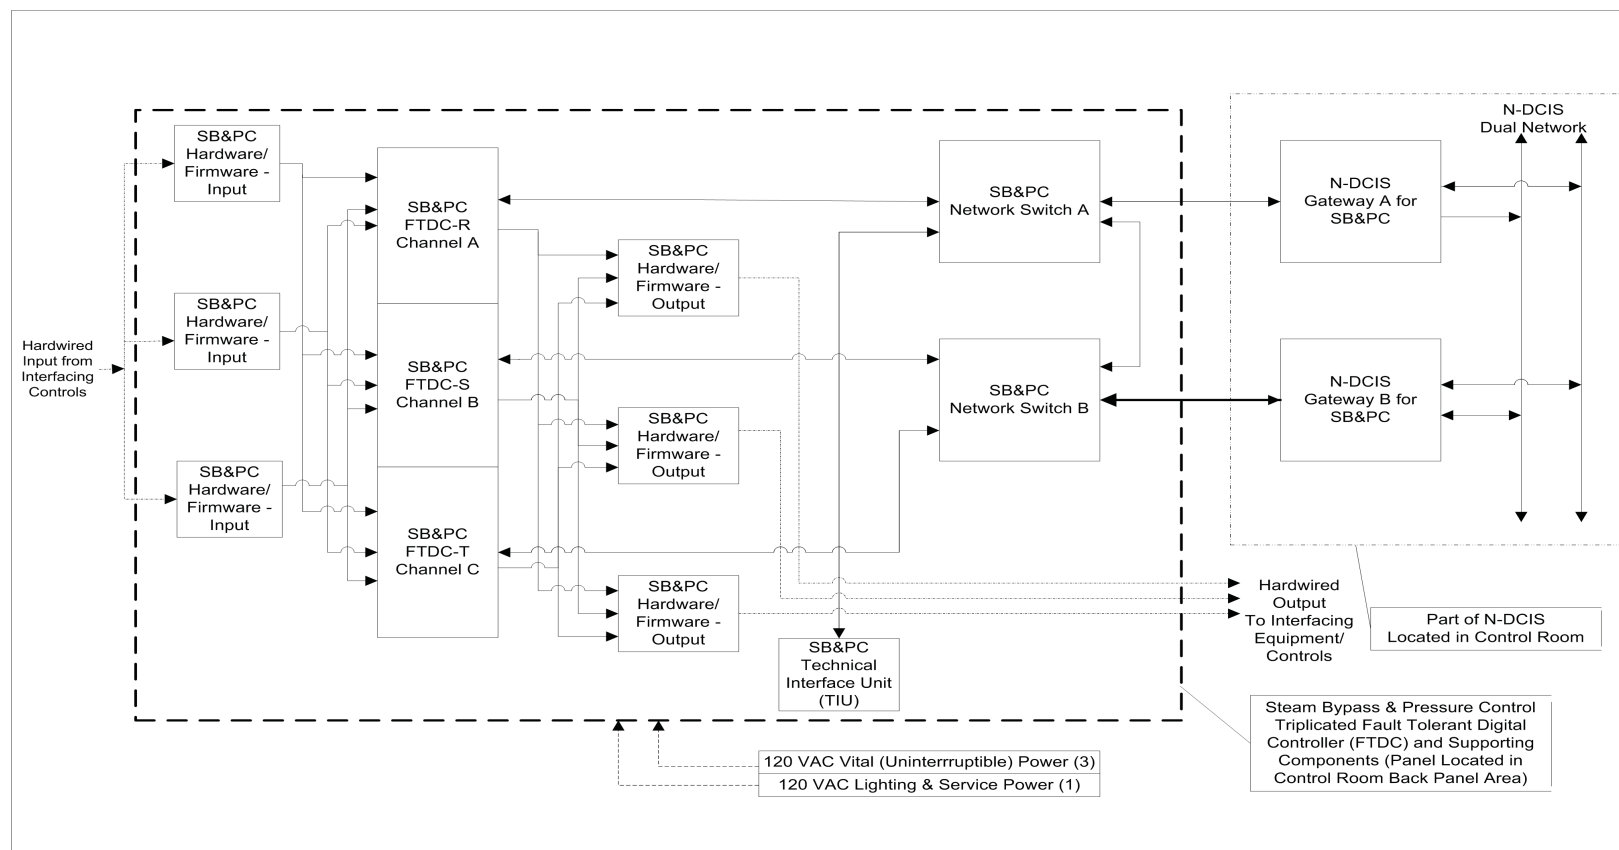 SB&PC
Hardware/
Firmware -
Input
SB&PC
Hardware/
Firmware -
Input
SB&PC
Hardware/
Firmware -
Input
Hardwired
Input from
Interfacing
Controls
SB&PC
FTDC-R
Channel A
SB&PC
FTDC-S
Channel B
SB&PC
FTDC-T
Channel C
SB&PC
Hardware/
Firmware -
Output
SB&PC
Hardware/
Firmware -
Output
SB&PC
Hardware/
Firmware -
Output
SB&PC
Network Switch A
SB&PC
Network Switch B
SB&PC
Technical
Interface Unit
(TIU)
N-DCIS
Dual Network
N-DCIS
Gateway A for
SB&PC
N-DCIS
Gateway B for
SB&PC
Hardwired
Output
To Interfacing
Equipment/
Controls
Part of N-DCIS
Located in Control Room
Steam Bypass & Pressure Control
Triplicated Fault Tolerant Digital
Controller (FTDC) and Supporting
Components (Panel Located in
Control Room Back Panel Area)
120 VAC Vital (Uninterrruptible) Power (3)
120 VAC Lighting & Service Power (1)